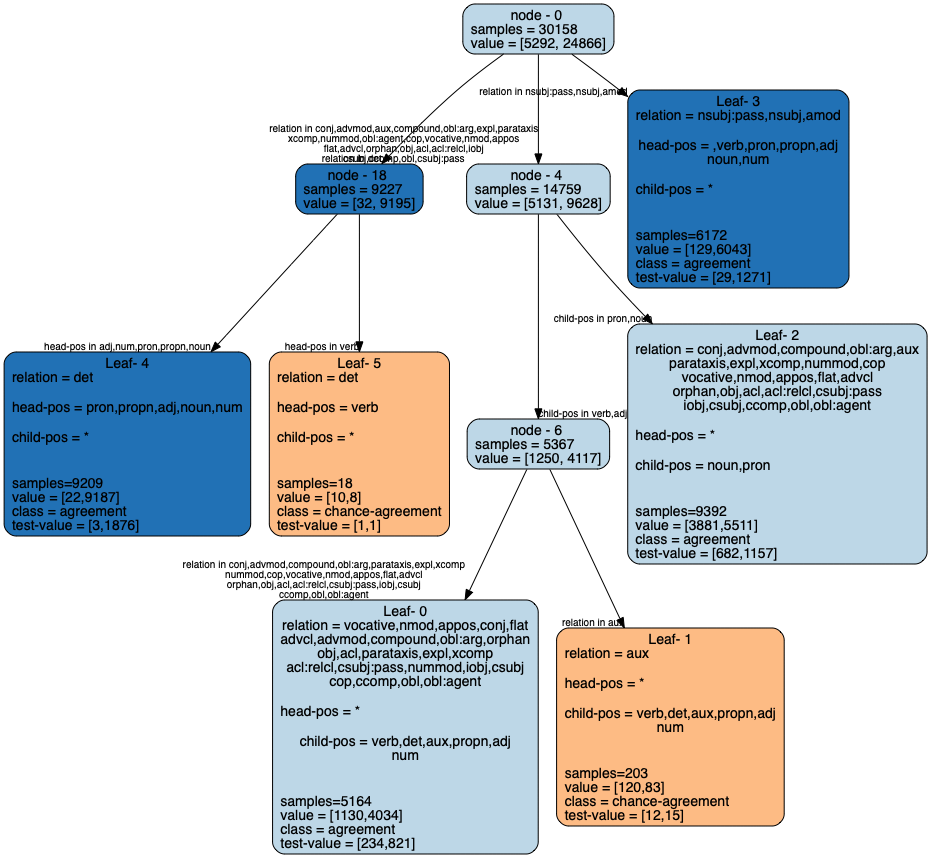 node - 0
samples = 30158
value = [5292, 24866]
relation in nsubj:pass,nsubj,amod
Leaf- 3
relation = nsubj:pass,nsubj,amod
head-pos = ,verb,pron,propn,adj
noun,num
child-pos = *
samples=6172
value = [129,6043]
class = agreement
test-value = [29,1271]
relation in conj,advmod,aux,compound,obl:arg,expl,parataxis
xcomp,nummod,obl:agent,cop,vocative,nmod,appos
flat,advcl,orphan,obj,acl,acl:relcl,iobj
csubj,ccomp,obl,csubj:pass
relation in det
node - 18
samples = 9227
value = [32, 9195]
node - 4
samples = 14759
value = [5131, 9628]
child-pos in pron,noun
Leaf- 2
relation = conj,advmod,compound,obl:arg,aux
parataxis,expl,xcomp,nummod,cop
vocative,nmod,appos,flat,advcl
orphan,obj,acl,acl:relcl,csubj:pass
iobj,csubj,ccomp,obl,obl:agent
head-pos = *
child-pos = noun,pron
samples=9392
value = [3881,5511]
class = agreement
test-value = [682,1157]
head-pos in adj,num,pron,propn,noun
Leaf- 4
relation = det
head-pos = pron,propn,adj,noun,num
child-pos = *
samples=9209
value = [22,9187]
class = agreement
test-value = [3,1876]
head-pos in verb
Leaf- 5
relation = det
head-pos = verb
child-pos = *
samples=18
value = [10,8]
class = chance-agreement
test-value = [1,1]
child-pos in verb,adj
node - 6
samples = 5367
value = [1250, 4117]
relation in conj,advmod,compound,obl:arg,parataxis,expl,xcomp
nummod,cop,vocative,nmod,appos,flat,advcl
orphan,obj,acl,acl:relcl,csubj:pass,iobj,csubj
ccomp,obl,obl:agent
Leaf- 0
relation = vocative,nmod,appos,conj,flat
advcl,advmod,compound,obl:arg,orphan
obj,acl,parataxis,expl,xcomp
acl:relcl,csubj:pass,nummod,iobj,csubj
cop,ccomp,obl,obl:agent
head-pos = *
child-pos = verb,det,aux,propn,adj
num
samples=5164
value = [1130,4034]
class = agreement
test-value = [234,821]
relation in aux
Leaf- 1
relation = aux
head-pos = *
child-pos = verb,det,aux,propn,adj
num
samples=203
value = [120,83]
class = chance-agreement
test-value = [12,15]